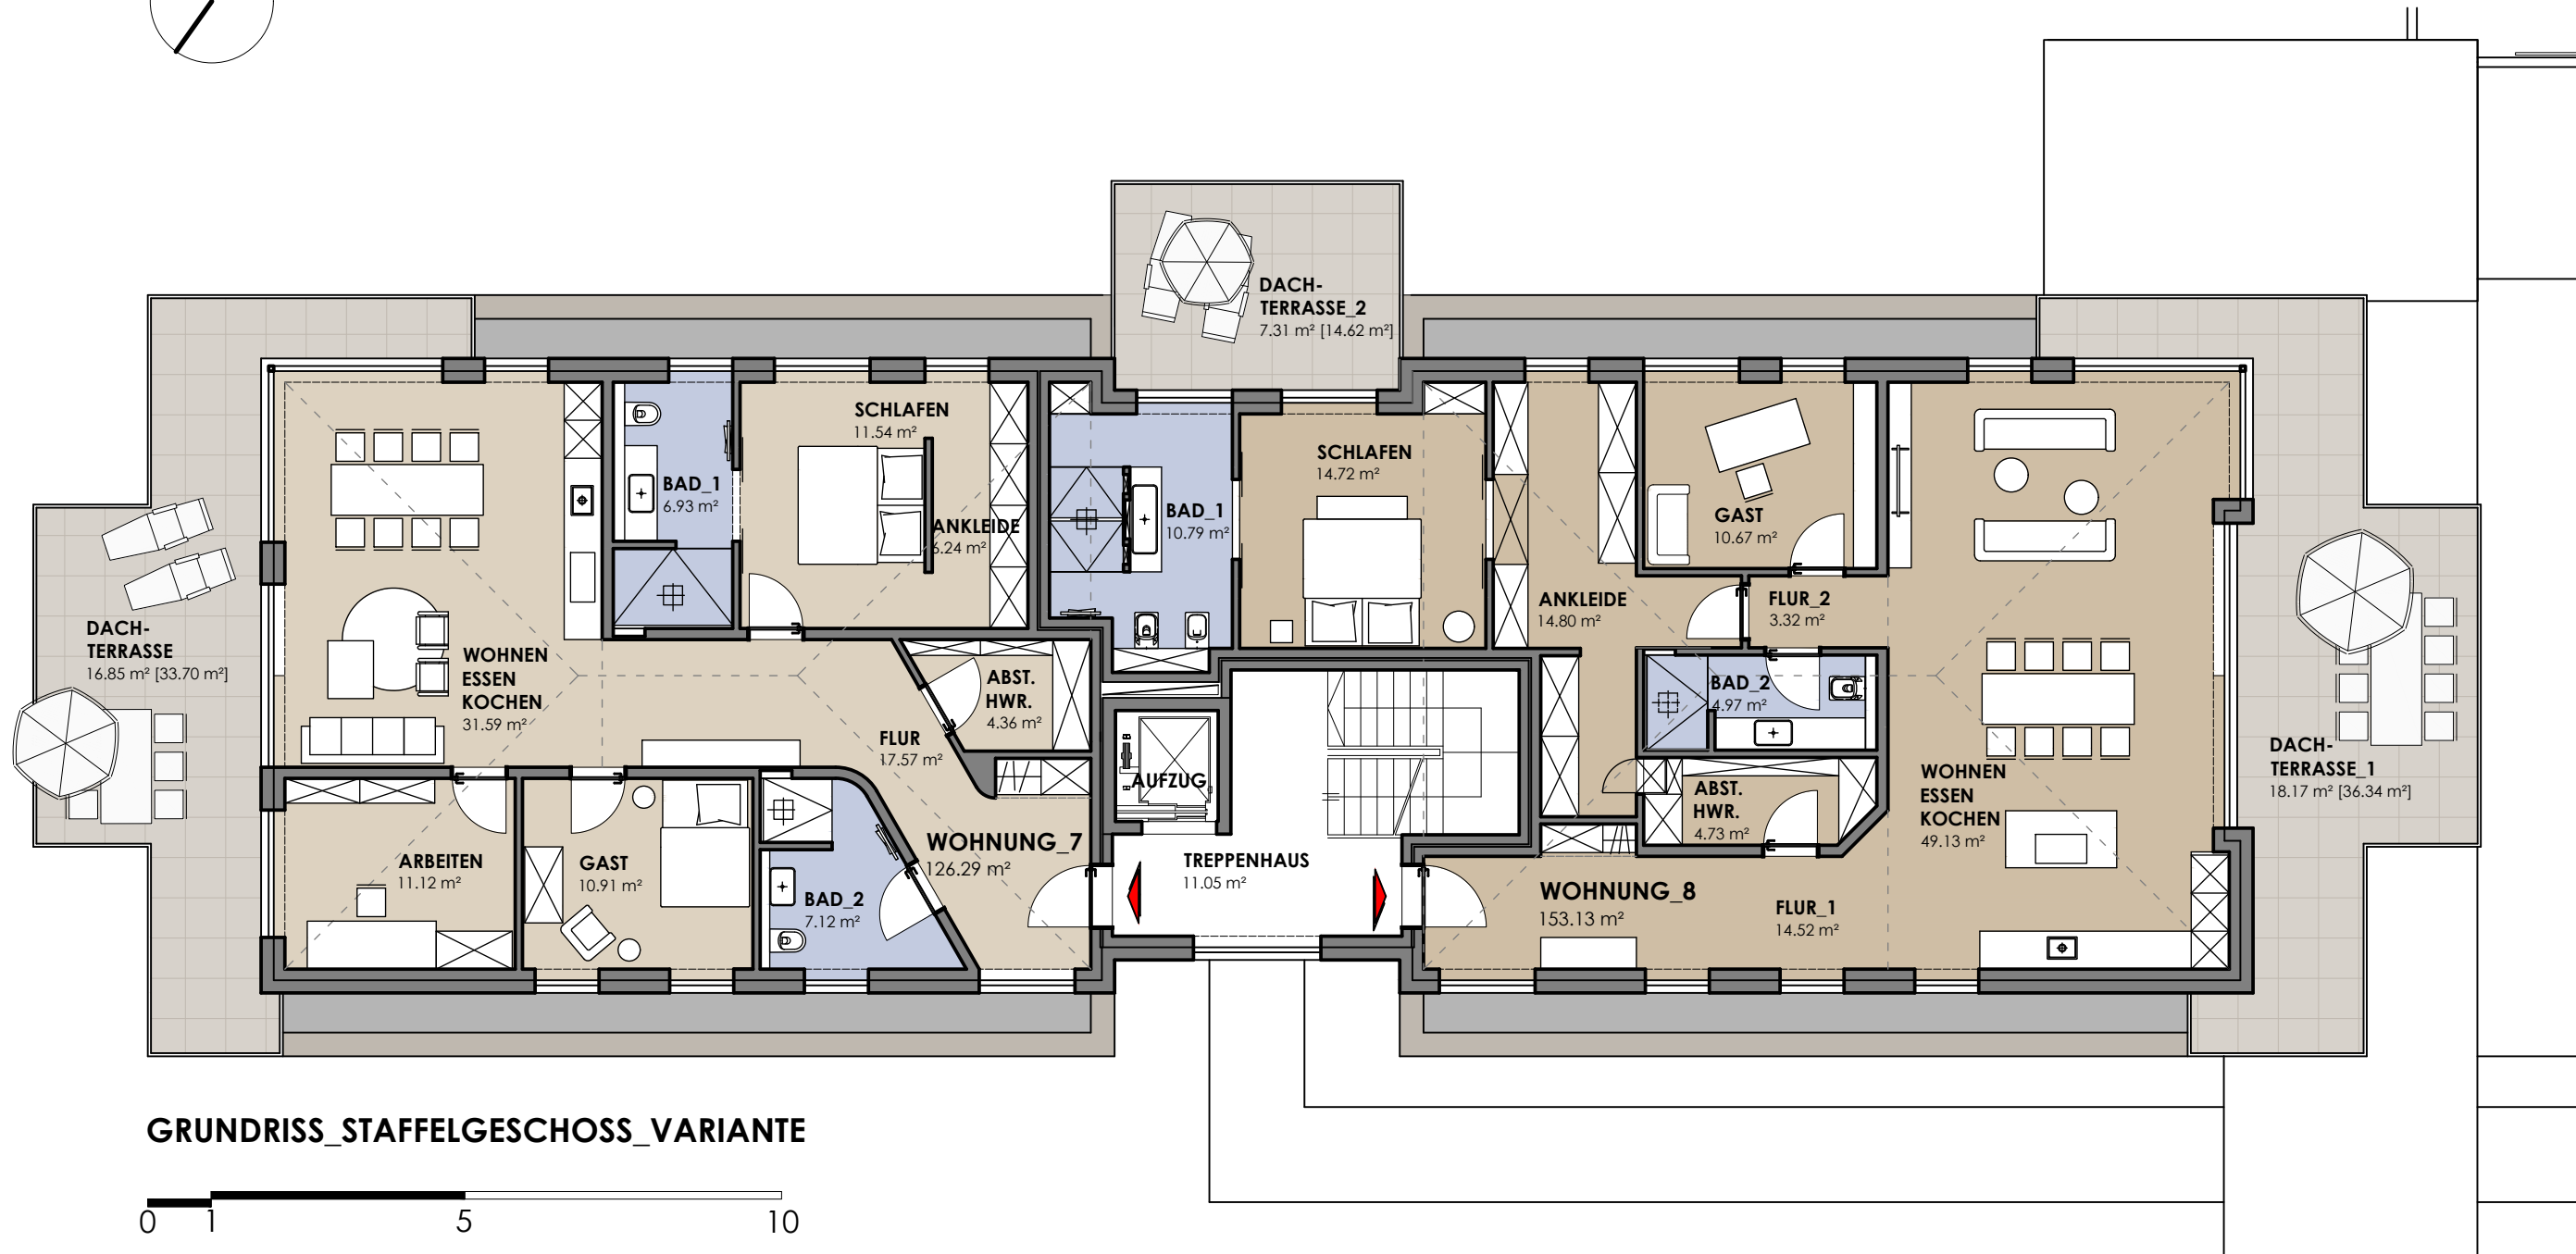 DACH-
TERRASSE_2
7.31 m² [14.62 m²]
SCHLAFEN
11.54 m²
BAD_1
6.93 m²
ANKLEIDE
6.24 m²
BAD_1
10.79 m²
SCHLAFEN
14.72 m²
GAST
10.67 m²
ANKLEIDE
14.80 m²
FLUR_2
3.32 m²
DACH-
TERRASSE
16.85 m² [33.70 m²]
WOHNEN
ESSEN
KOCHEN
31.59 m²
ABST.
HWR.
4.36 m²
FLUR
17.57 m²
BAD_2
4.97 m²
AUFZUG
ABST.
HWR.
4.73 m²
WOHNEN
ESSEN
KOCHEN
49.13 m²
DACH-
TERRASSE_1
18.17 m² [36.34 m²]
ARBEITEN
11.12 m²
GAST
10.91 m²
BAD_2
7.12 m²
WOHNUNG_7
126.29 m²
TREPPENHAUS
11.05 m²
WOHNUNG_8
153.13 m²
FLUR_1
14.52 m²
GRUNDRISS_STAFFELGESCHOSS_VARIANTE
0 1 5 10